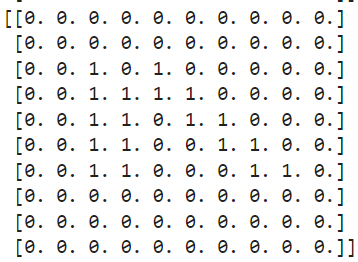 [[0. 0. 0. 0. 0. 0. 0. 0. 0. 0.]
[0. 0. 0. 0. 0. 0. 0. 0. 0. 0.]
[0. 0. 1. 0. 1. 0. 0. 0. 0. 0.]
[0. 0. 1. 1. 1. 1. 0. 0. 0. 0.]
[0. 0. 1. 1. 0. 1. 1. 0. 0. 0.]
[0. 0. 1. 1. 0. 0. 1. 1. 0. 0.]
[0. 0. 1. 1. 0. 0. 0. 1. 1. 0.]
[0. 0. 0. 0. 0. 0. 0. 0. 0. 0.]
[0. 0. 0. 0. 0. 0. 0. 0. 0. 0.]
[0. 0. 0. 0. 0. 0. 0. 0. 0. 0.]]